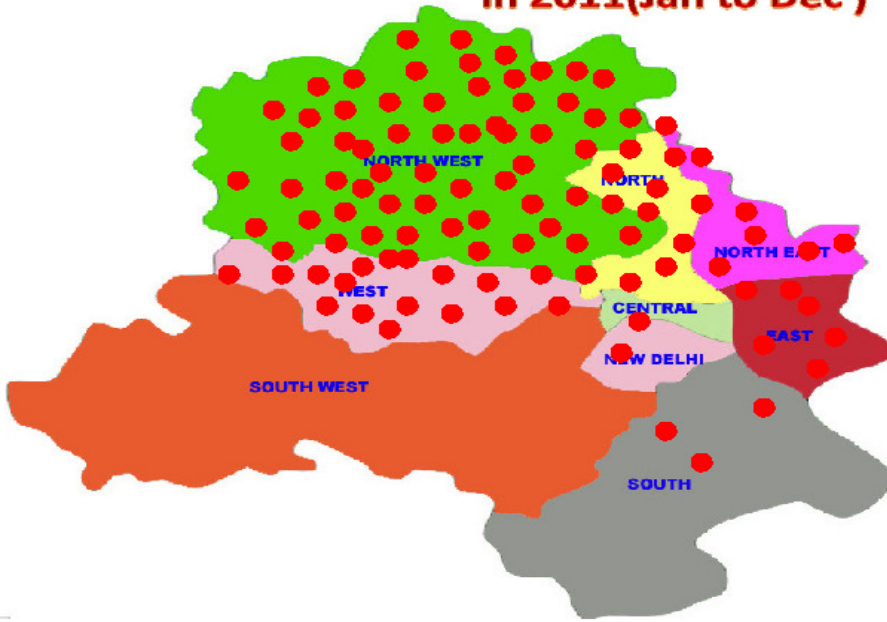 in 2011(Jan to Dec )
NORTH WEST
NORTH
NORTH EAST
WEST
CENTRAL
EAST
NEW DELHI
SOUTH WEST
SOUTH